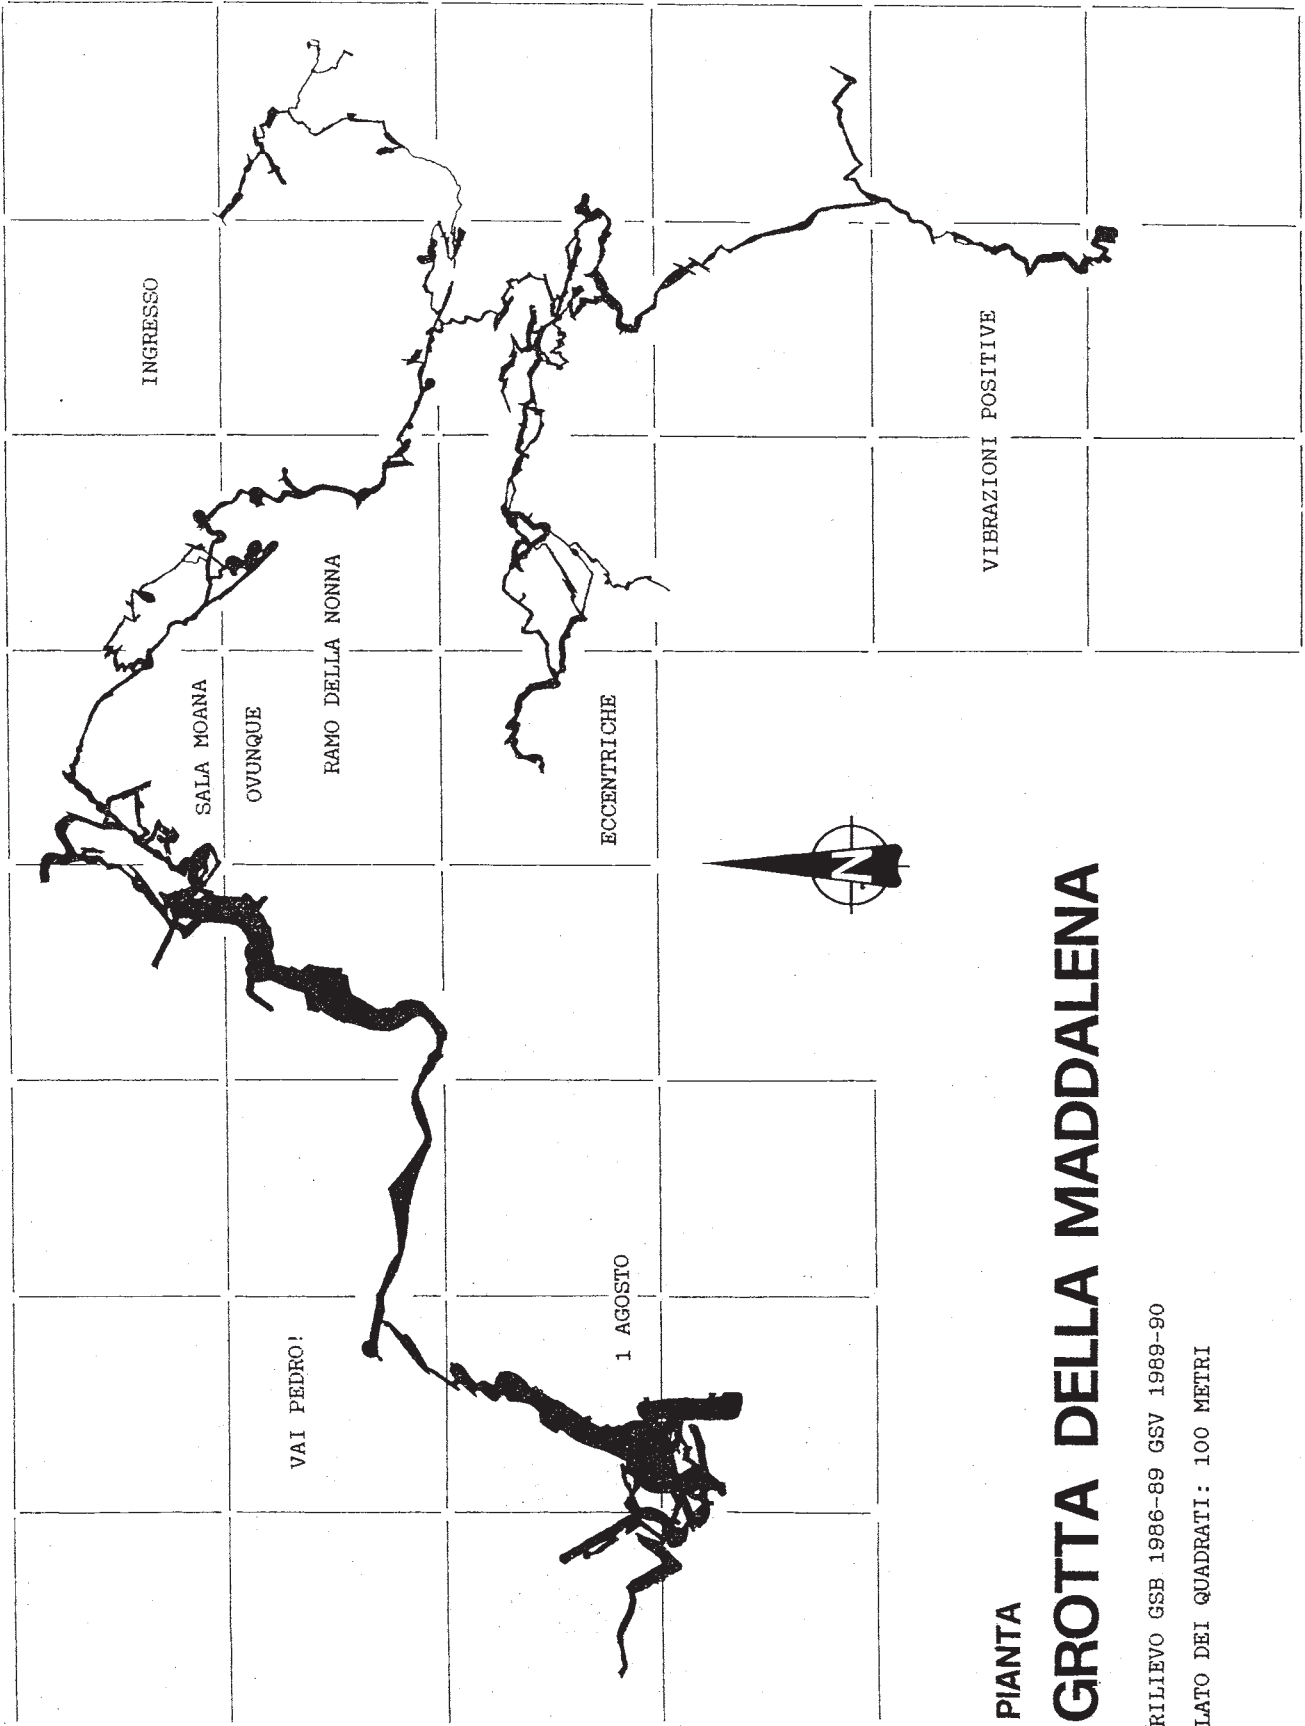 INGRESSO
SALA MOANA
OVUNQUE
RAMO DELLA NONNA
VIBRAZIONI POSITIVE
ECCENTRICHE
VAI PEDRO!
1 AGOSTO
N
PIANTA
GROTTA DELLA MADDALENA
RILIEVO GSB 1986-89 GSV 1989-90
LATO DEI QUADRATI: 100 METRI